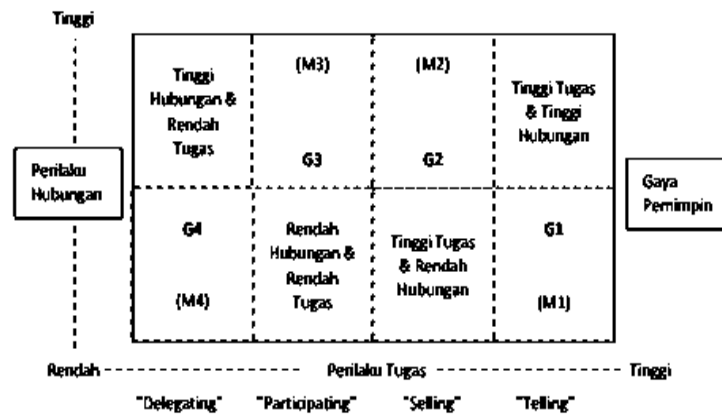 Tinggi
Tinggi
Hubungan &
Rendah
Tugas
(M3)
G3
(M2)
G2
Tinggi Tugas
& Tinggi
Hubungan
Perilaku
Hubungan
Gaya
Pemimpin
G4
(M4)
Rendah
Hubungan &
Rendah
Tugas
Tinggi Tugas
& Rendah
Hubungan
G1
(M1)
Rendah
Perilaku Tugas
Tinggi
"Delegating"
"Participating"
"Selling"
"Telling"